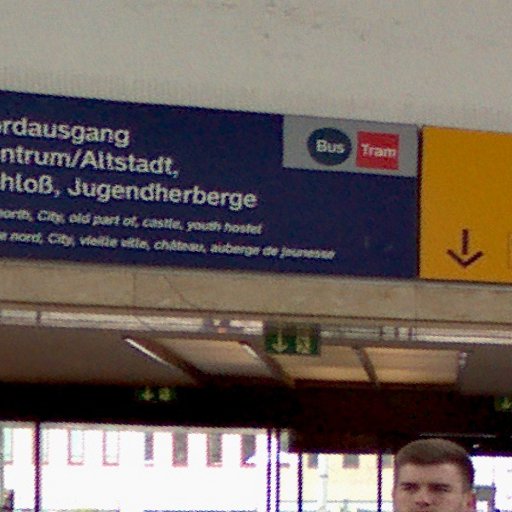 rdausgang
ntrum/Altstadt,
hloß, Jugendherberge
north, City, old part of, castle, youth hostel
nord, City, vieille ville, château, auberge de jeunesse
Bus
Tram